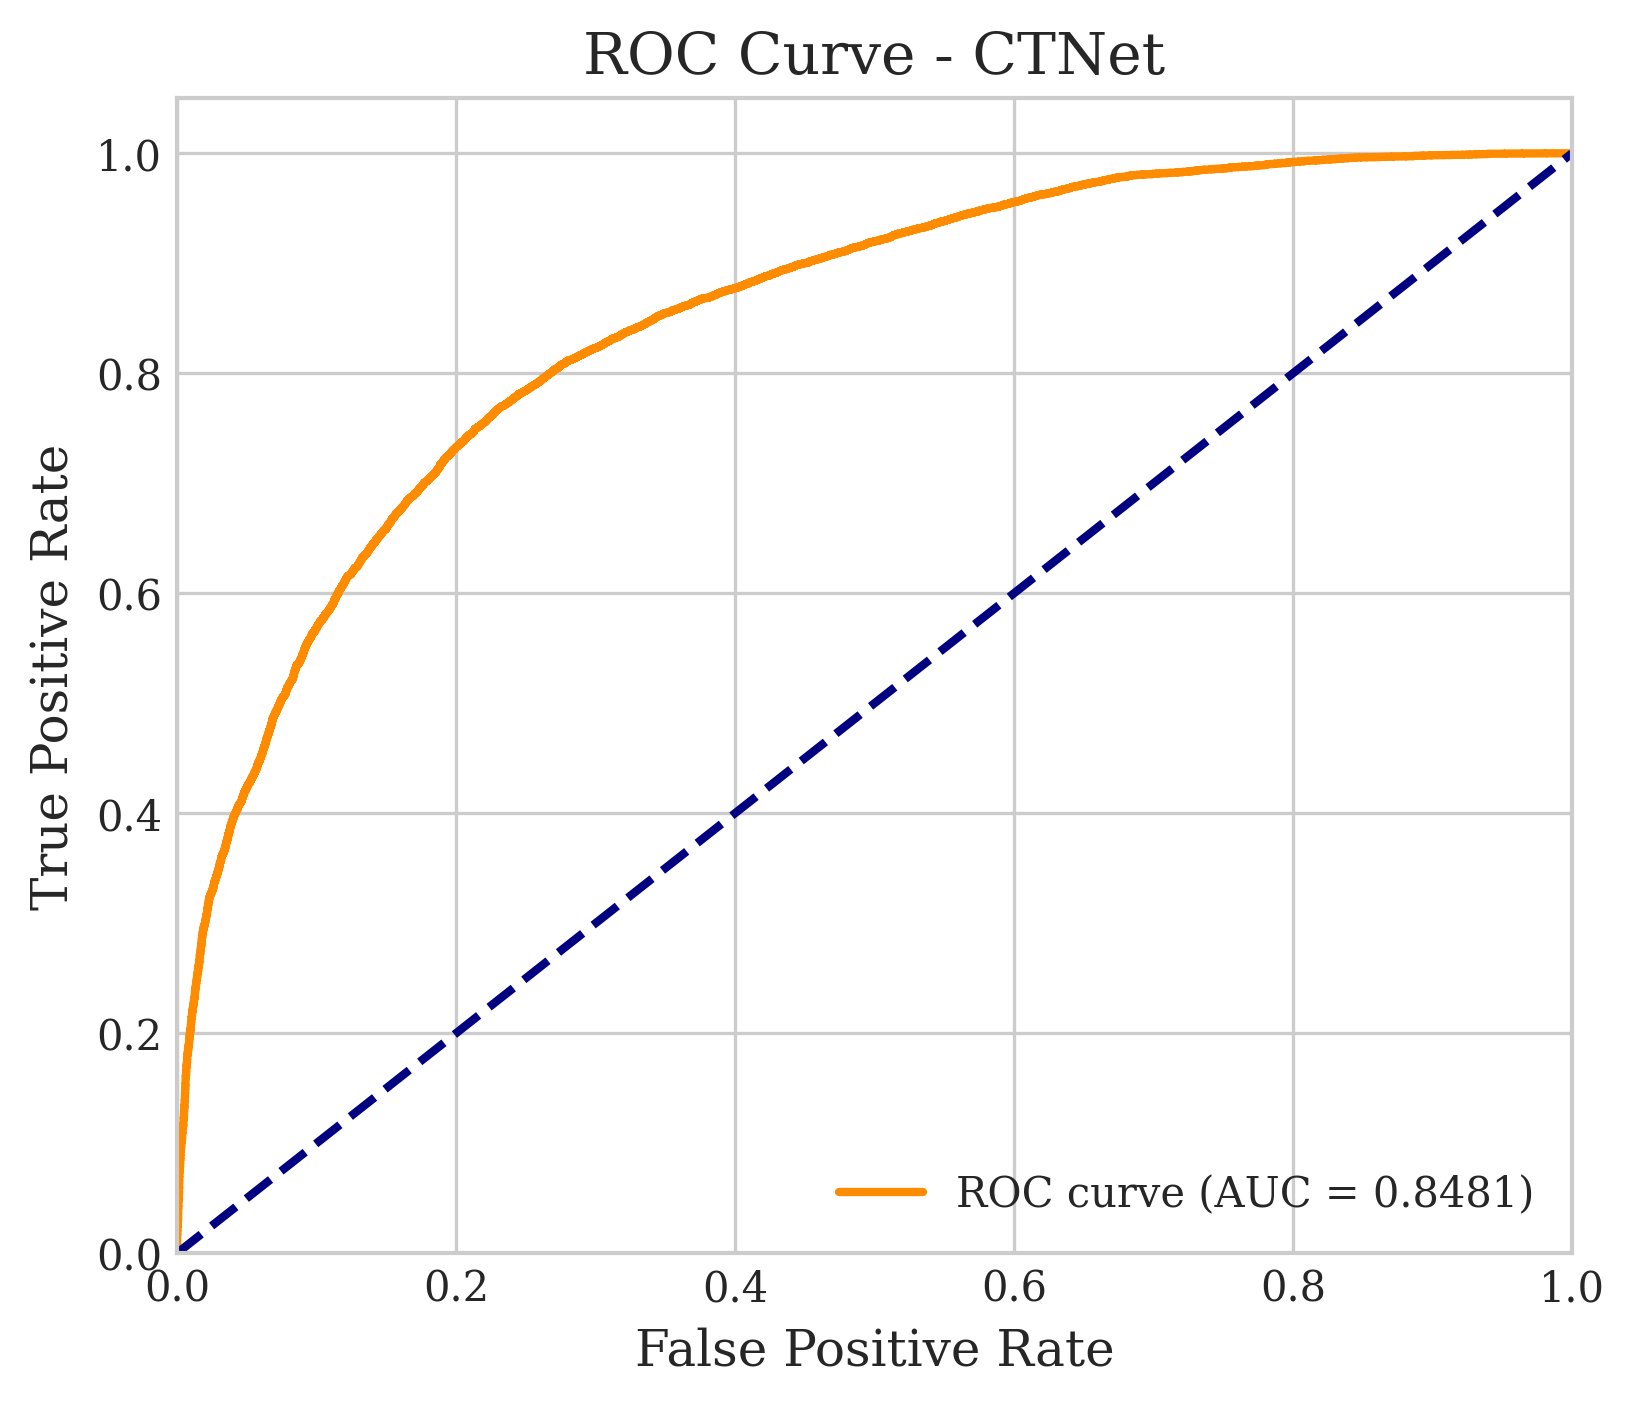 ROC Curve - CTNet
True Positive Rate
1.0
0.8
0.6
0.4
0.2
0.0
ROC curve (AUC = 0.8481)
0.0 0.2 0.4 0.6 0.8 1.0
False Positive Rate